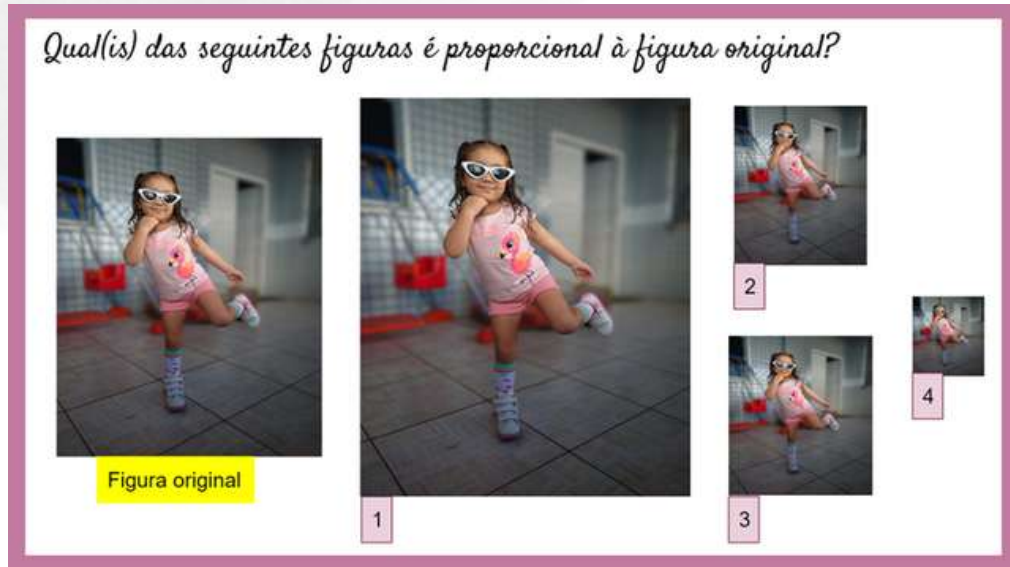 Qual(is) das seguintes figuras é proporcional à figura original?
Figura original
1
2
3
4